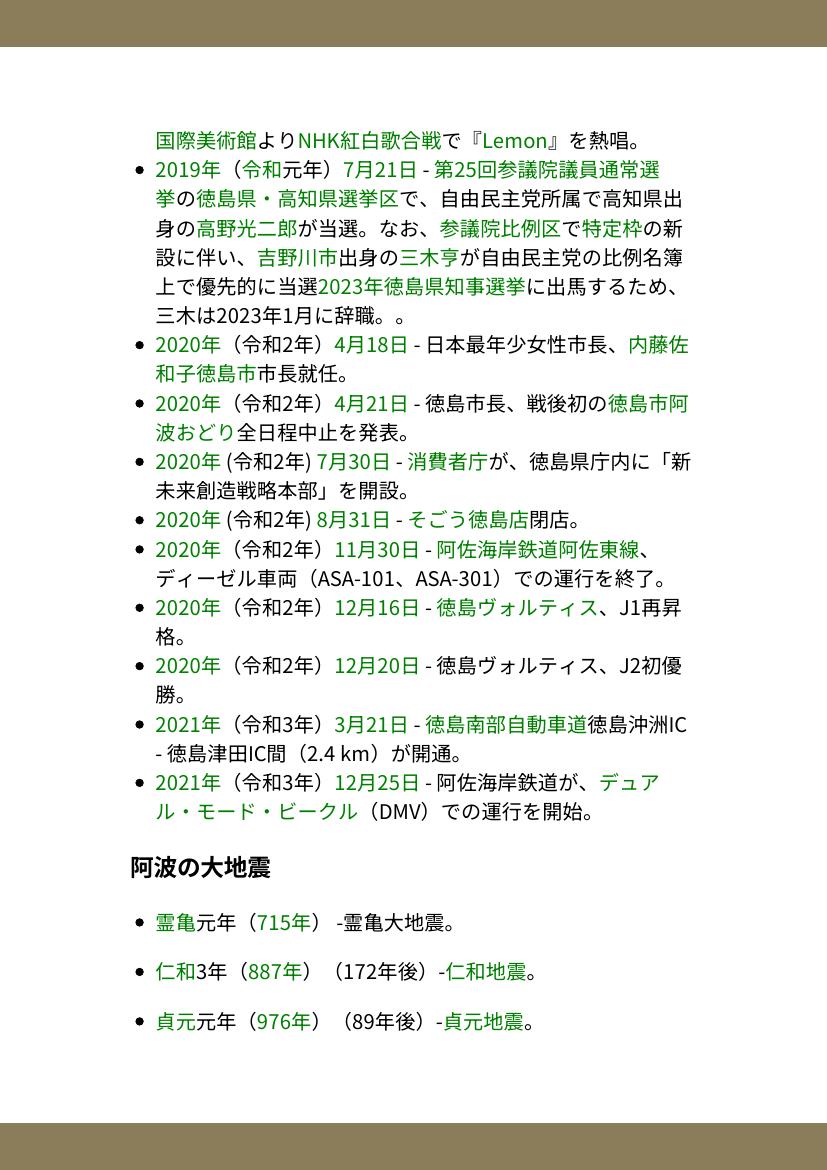 国際美術館よりNHK紅白歌合戦で『Lemon』を熱唱。
2019年（令和元年）7月21日 - 第25回参議院議員通常選
挙の徳島県・高知県選挙区で、自由民主党所属で高知県出
身の高野光二郎が当選。なお、参議院比例区で特定枠の新
設に伴い、吉野川市出身の三木亨が自由民主党の比例名簿
上で優先的に当選2023年徳島県知事選挙に出馬するため、
三木は2023年1月に辞職。。
2020年（令和2年）4月18日 - 日本最年少女性市長、内藤佐
和子徳島市市長就任。
2020年（令和2年）4月21日 - 徳島市長、戦後初の徳島市阿
波おどり全日程中止を発表。
2020年 (令和2年) 7月30日 - 消費者庁が、徳島県庁内に「新
未来創造戦略本部」を開設。
2020年 (令和2年) 8月31日 - そごう徳島店閉店。
2020年（令和2年）11月30日 - 阿佐海岸鉄道阿佐東線、
ディーゼル車両（ASA-101、ASA-301）での運行を終了。
2020年（令和2年）12月16日 - 徳島ヴォルティス、J1再昇
格。
2020年（令和2年）12月20日 - 徳島ヴォルティス、J2初優
勝。
2021年（令和3年）3月21日 - 徳島南部自動車道徳島沖洲IC
- 徳島津田IC間（2.4 km）が開通。
2021年（令和3年）12月25日 - 阿佐海岸鉄道が、デュア
ル・モード・ビークル（DMV）での運行を開始。
阿波の大地震
霊亀元年（715年） -霊亀大地震。
仁和3年（887年）（172年後）-仁和地震。
貞元元年（976年）（89年後）-貞元地震。